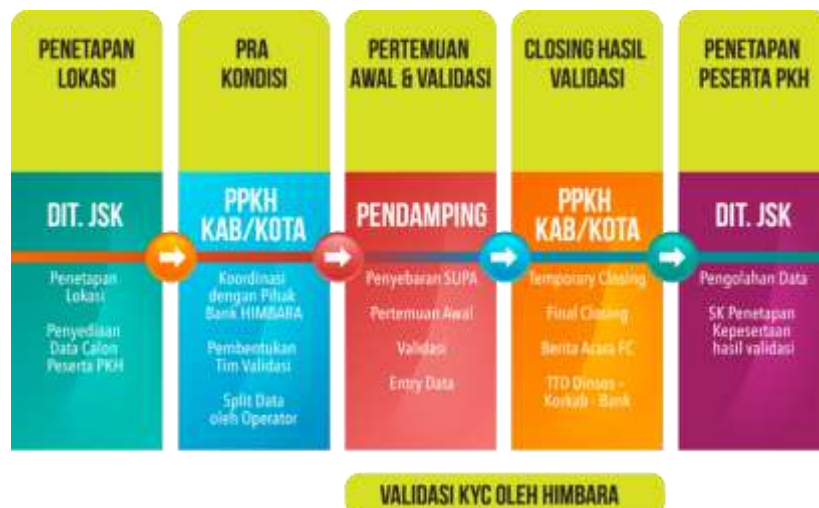 PENETAPAN
LOKASI
DIT. JSK
Penetapan
Lokasi
Penyediaan
Data Calon
Peserta PKH
PRA
KONDISI
PPKH
KAB/KOTA
Koordinasi
dengan Pihak
Bank HIMBARA
Pembentukan
Tim Validasi
Split Data
oleh Operator
PERTEMUAN
AWAL & VALIDASI
PENDAMPING
Penyebaran SUPA
Pertemuan Awal
Validasi
Entry Data
CLOSING HASIL
VALIDASI
PPKH
KAB/KOTA
Temporary Closing
Final Closing
Berita Acara FC
TTD Dinsos -
Korkab - Bank
PENETAPAN
PESERTA PKH
DIT. JSK
Pengolahan Data
SK Penetapan
Kepesertaan
hasil validasi
VALIDASI KYC OLEH HIMBARA